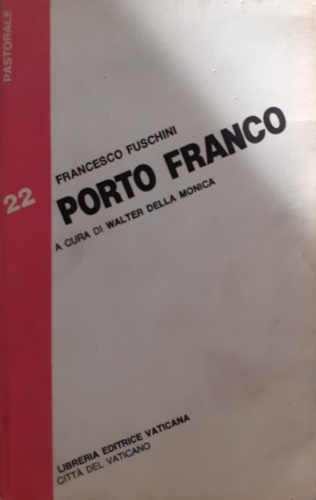 PASTORALE
22
FRANCESCO FUSCHINI
PORTO FRANCO
A CURA DI WALTER DELLA MONICA
LIBRERIA EDITRICE VATICANA
CITTÀ DEL VATICANO